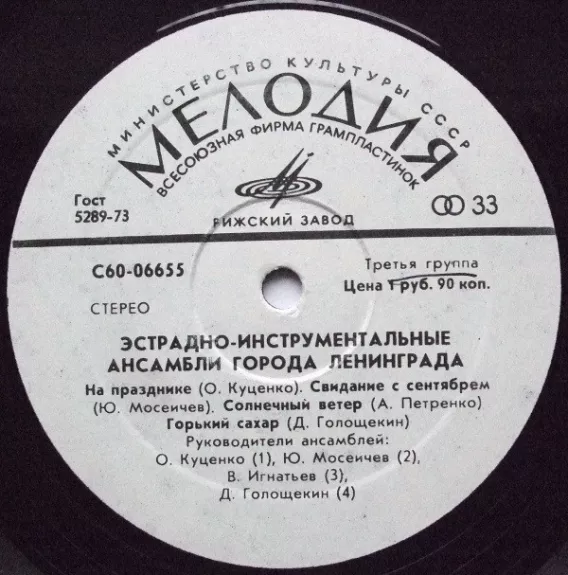 МИНИСТЕРСТВО КУЛЬТУРЫ СССР
МЕЛОДИЯ
ВСЕСОЮЗНАЯ ФИРМА ГРАМПЛАСТИНОК
Гост
5289-73
РИЖСКИЙ ЗАВОД
33
С60-06655
Третья группа
Цена 1 руб. 90 коп.
СТЕРЕО
ЭСТРАДНО-ИНСТРУМЕНТАЛЬНЫЕ
АНСАМБЛИ ГОРОДА ЛЕНИНГРАДА
На празднике (О. Куценко). Свидание с сентябрем
(Ю. Мосеичев). Солнечный ветер (А. Петренко)
Горький сахар (Д. Голощекин)
Руководители ансамблей:
О. Куценко (1), Ю. Мосеичев (2),
В. Игнатьев (3),
Д. Голощекин (4)